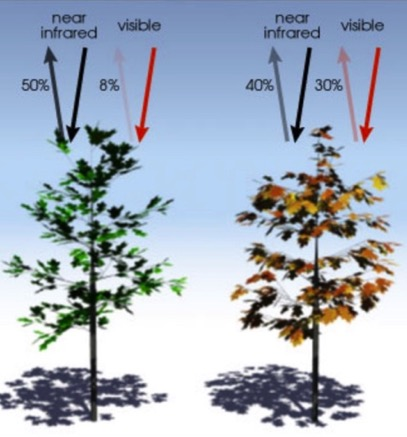 near
infrared
visible
50%
8%
near
infrared
visible
40%
30%